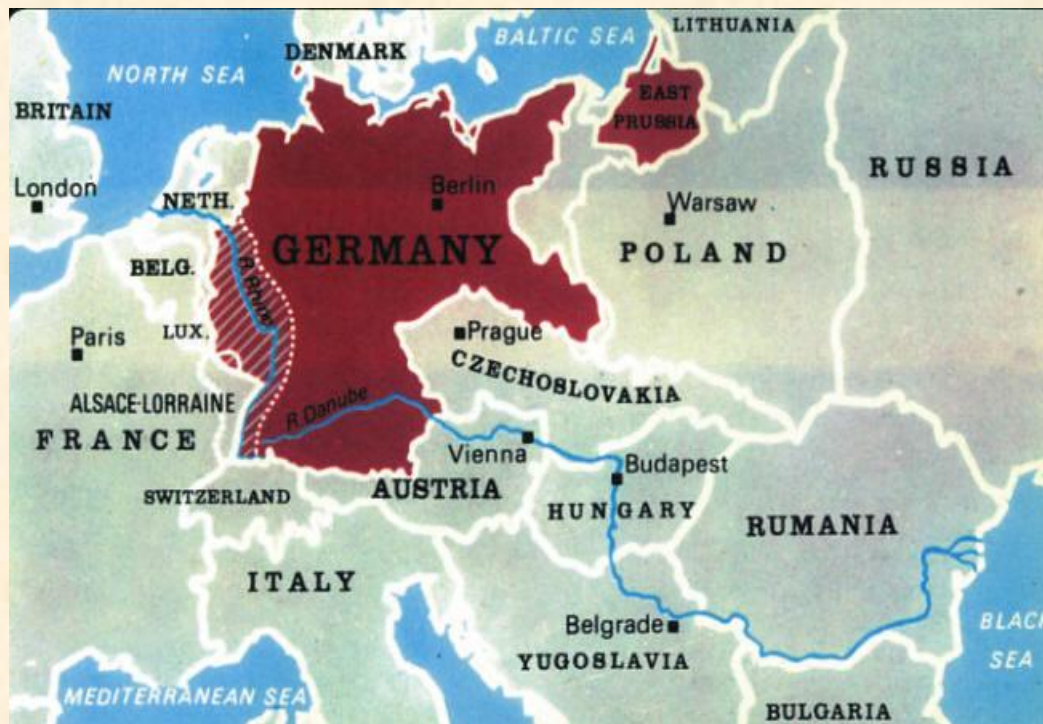 LITHUANIA
BALTIC SEA
DENMARK
NORTH SEA
EAST
PRUSSIA
BRITAIN
RUSSIA
London
Berlin
NETH.
Warsaw
GERMANY
POLAND
BELG.
R. Rhine
LUX.
Paris
Prague
CZECHOSLOVAKIA
ALSACE-LORRAINE
R. Danube
FRANCE
Vienna
Budapest
SWITZERLAND
AUSTRIA
HUNGARY
RUMANIA
ITALY
Belgrade
BLACK
SEA
YUGOSLAVIA
MEDITERRANEAN SEA
BULGARIA